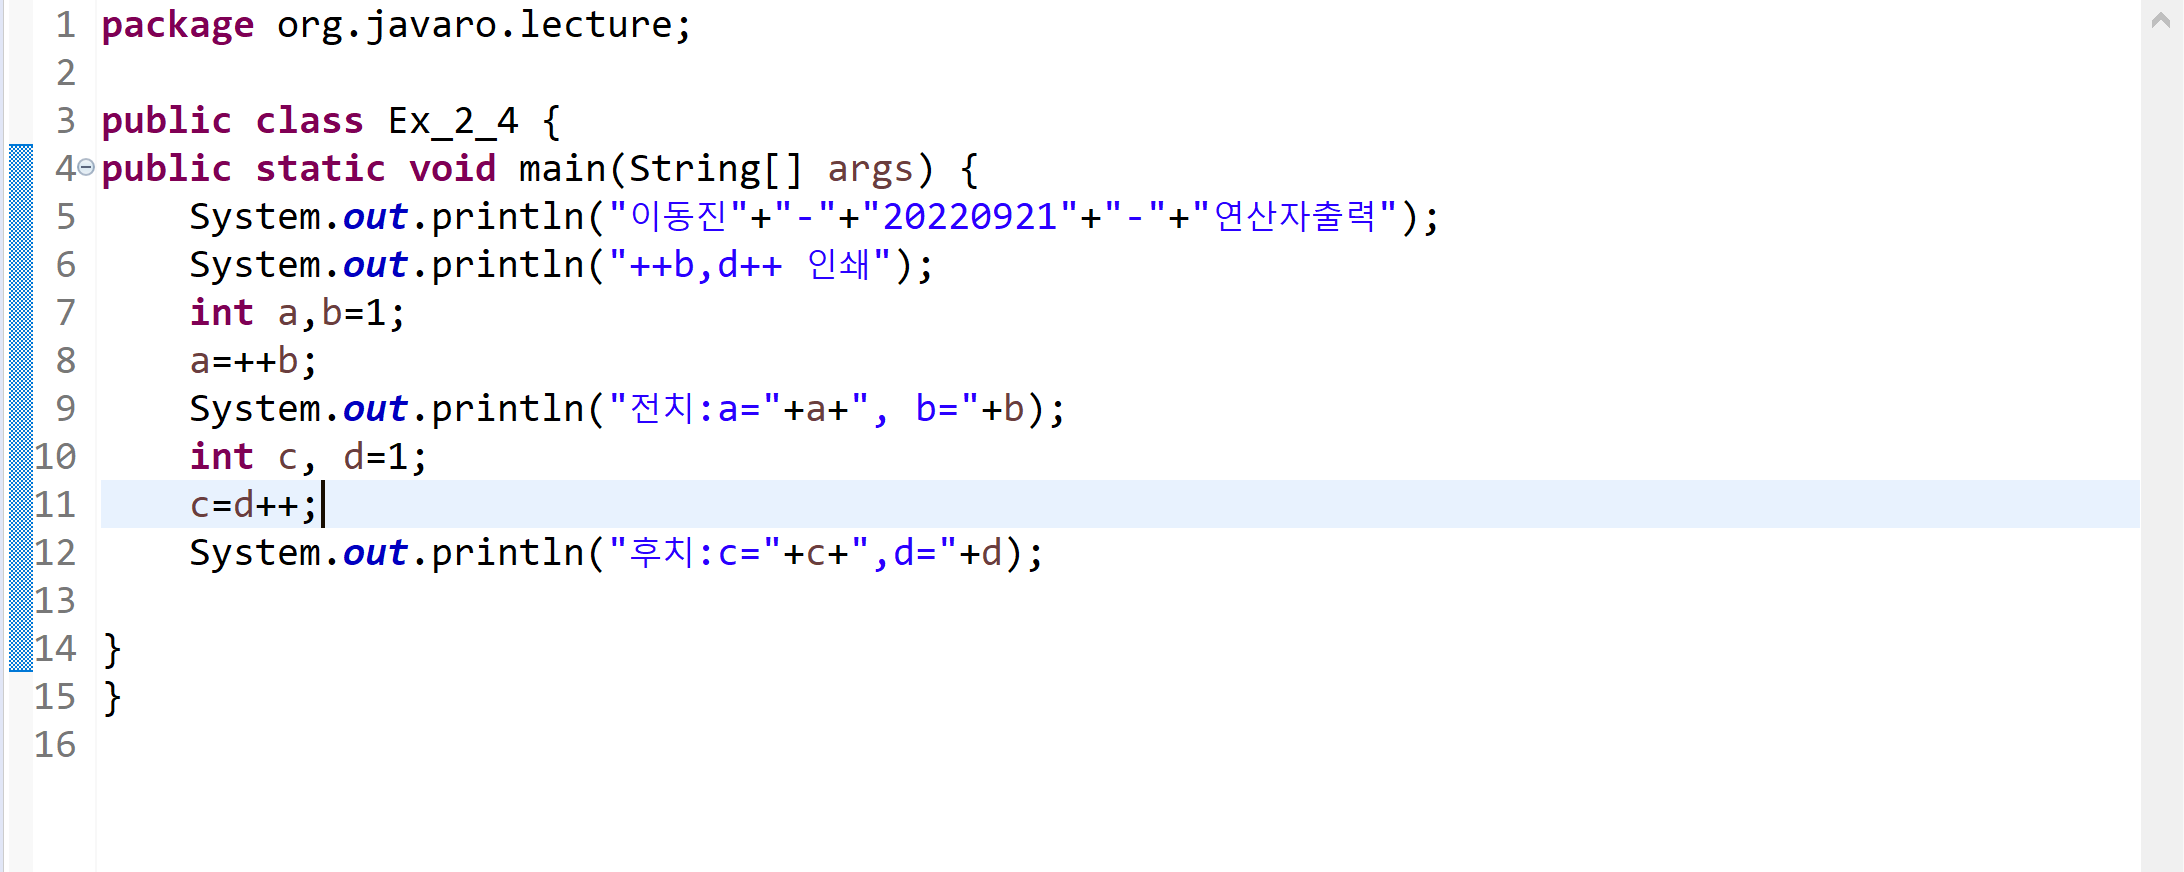 1 package org.javaro.lecture;
2
3 public class Ex_2_4 {
4 public static void main(String[] args) {
5 System.out.println("이동진"+"-"+"20220921"+"-"+"연산자출력");
6 System.out.println("++b,d++ 인쇄");
7 int a,b=1;
8 a=++b;
9 System.out.println("전치:a="+a+", b="+b);
10 int c, d=1;
11 c=d++;
12 System.out.println("후치:c="+c+",d="+d);
13
14 }
15 }
16